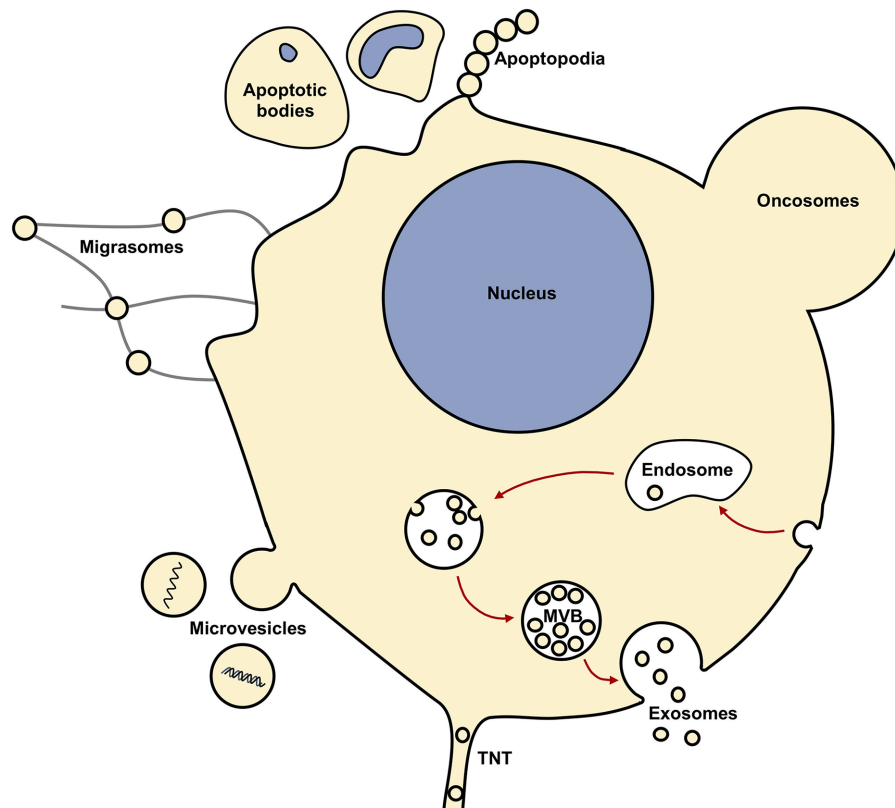 Apoptopodia
Apoptotic
bodies
Oncosomes
Migrasomes
Nucleus
Endosome
MVB
Microvesicles
Exosomes
TNT